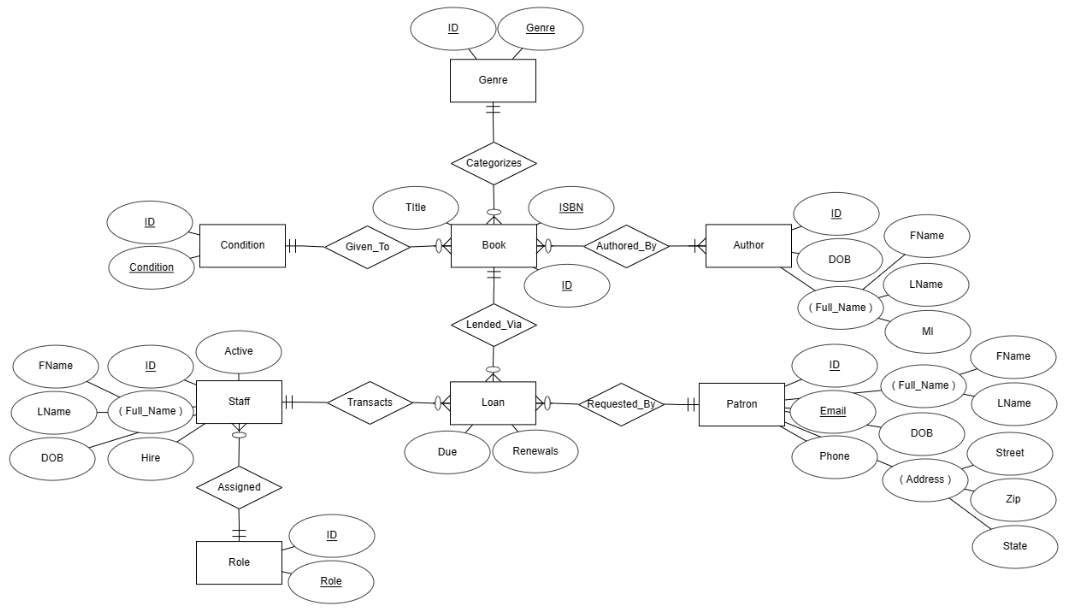 ID
Genre
Genre
Categorizes
TItle
ISBN
ID
Condition
Condition
Given_To
Book
ID
Authored_By
Author
ID
DOB
( Full_Name )
FName
LName
MI
Lended_Via
Active
FName
ID
( Full_Name )
LName
DOB
Hire
Staff
Transacts
Loan
Due
Renewals
Requested_By
Patron
ID
Email
Phone
( Full_Name )
FName
LName
DOB
( Address )
Street
Zip
State
Assigned
Role
ID
Role